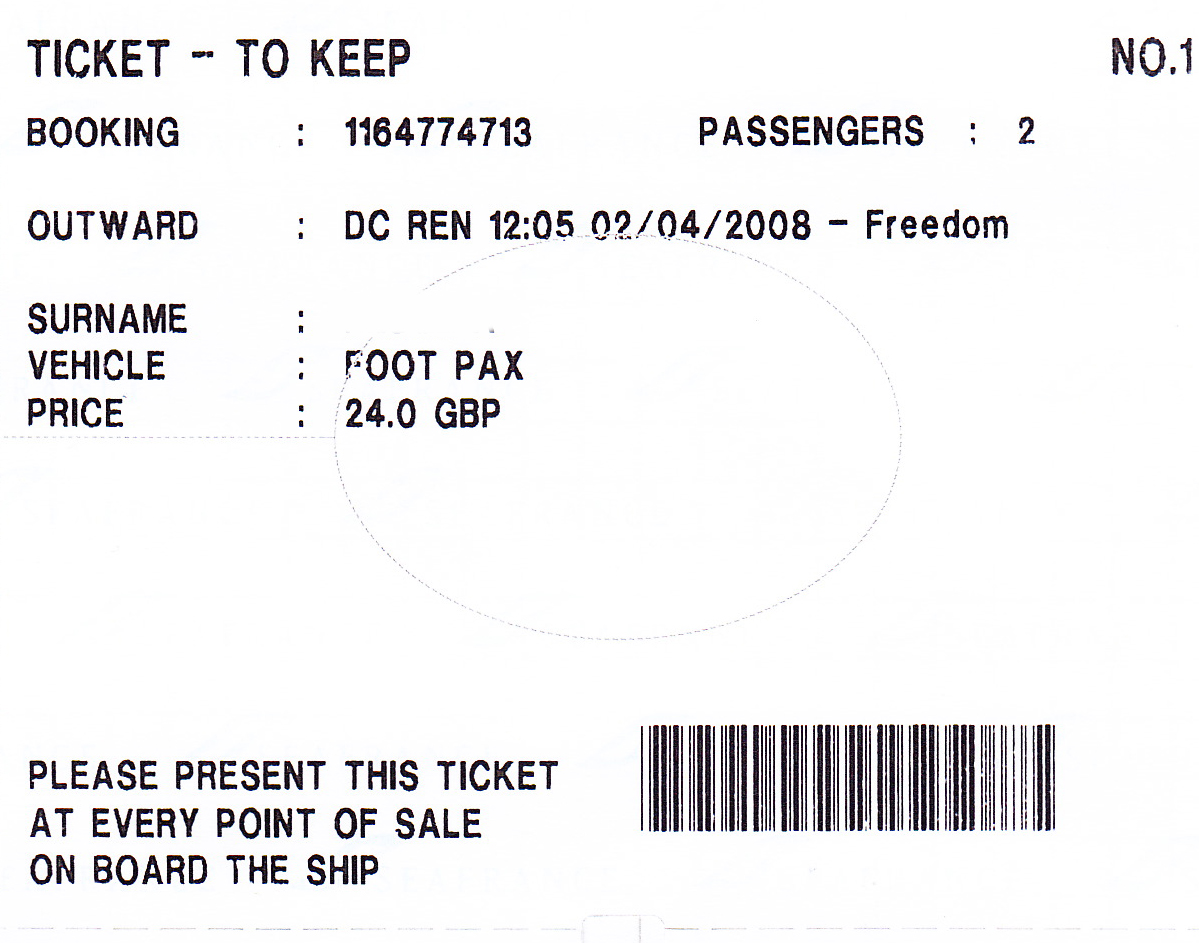 TICKET - TO KEEP NO.1
BOOKING : 1164774713 PASSENGERS : 2
OUTWARD : DC REN 12:05 02/04/2008 - Freedom
SURNAME :
VEHICLE : FOOT PAX
PRICE : 24.0 GBP
PLEASE PRESENT THIS TICKET
AT EVERY POINT OF SALE
ON BOARD THE SHIP